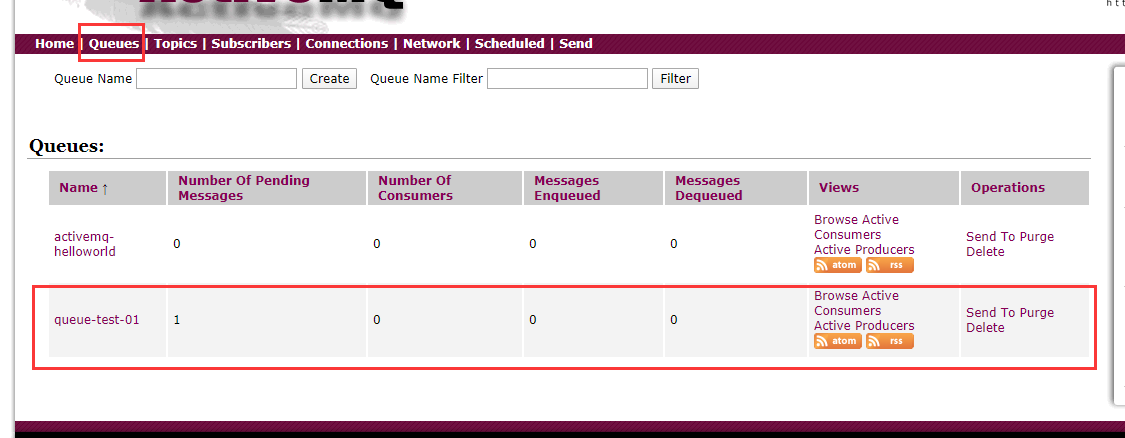 ActiveMQ
Home | Queues | Topics | Subscribers | Connections | Network | Scheduled | Send
Queue Name Create Queue Name Filter Filter
Queues:
Name ↑ Number Of Pending Messages Number Of Consumers Messages Enqueued Messages Dequeued Views Operations
activemq-helloworld 0 0 0 0
Browse Active Consumers
Active Producers
atom rss
Send To Purge
Delete
queue-test-01 1 0 0 0
Browse Active Consumers
Active Producers
atom rss
Send To Purge
Delete